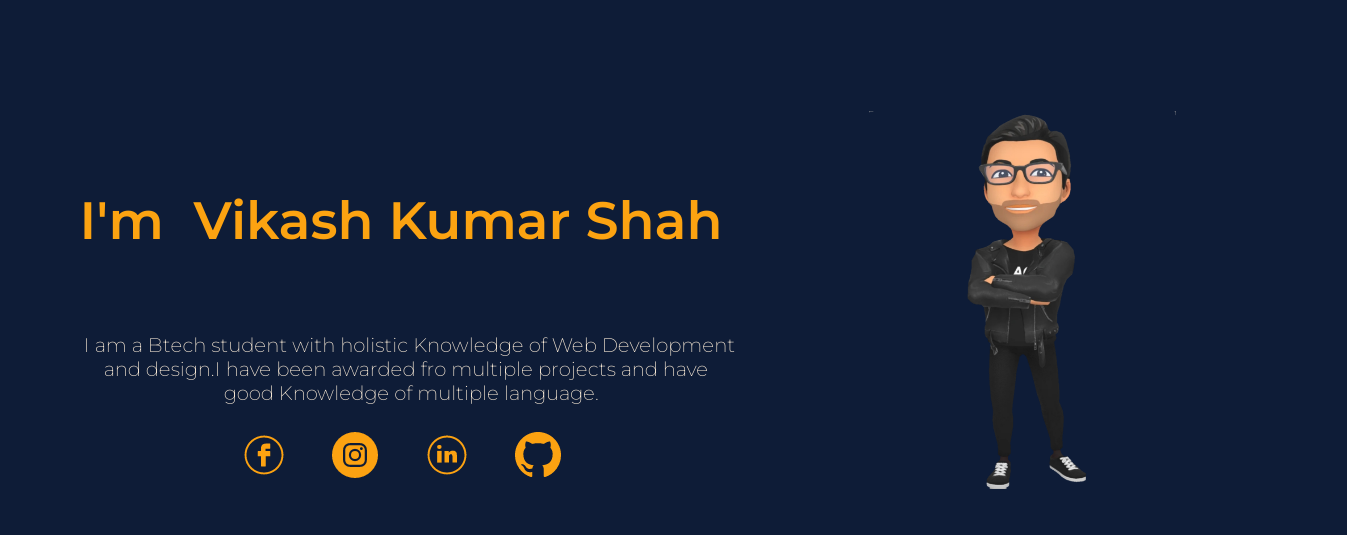 I'm  Vikash Kumar Shah
I am a Btech student with holistic Knowledge of Web Development
and design.I have been awarded fro multiple projects and have
good Knowledge of multiple language.